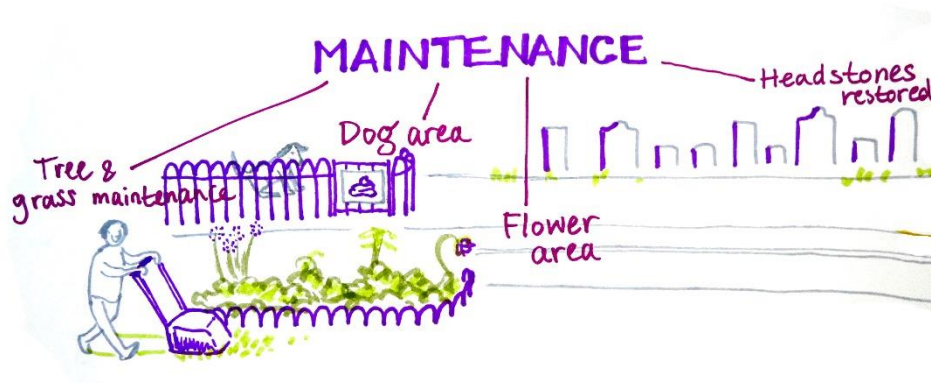 MAINTENANCE
Headstones
restored
Dog area
Tree &
grass maintenance
Flower
area